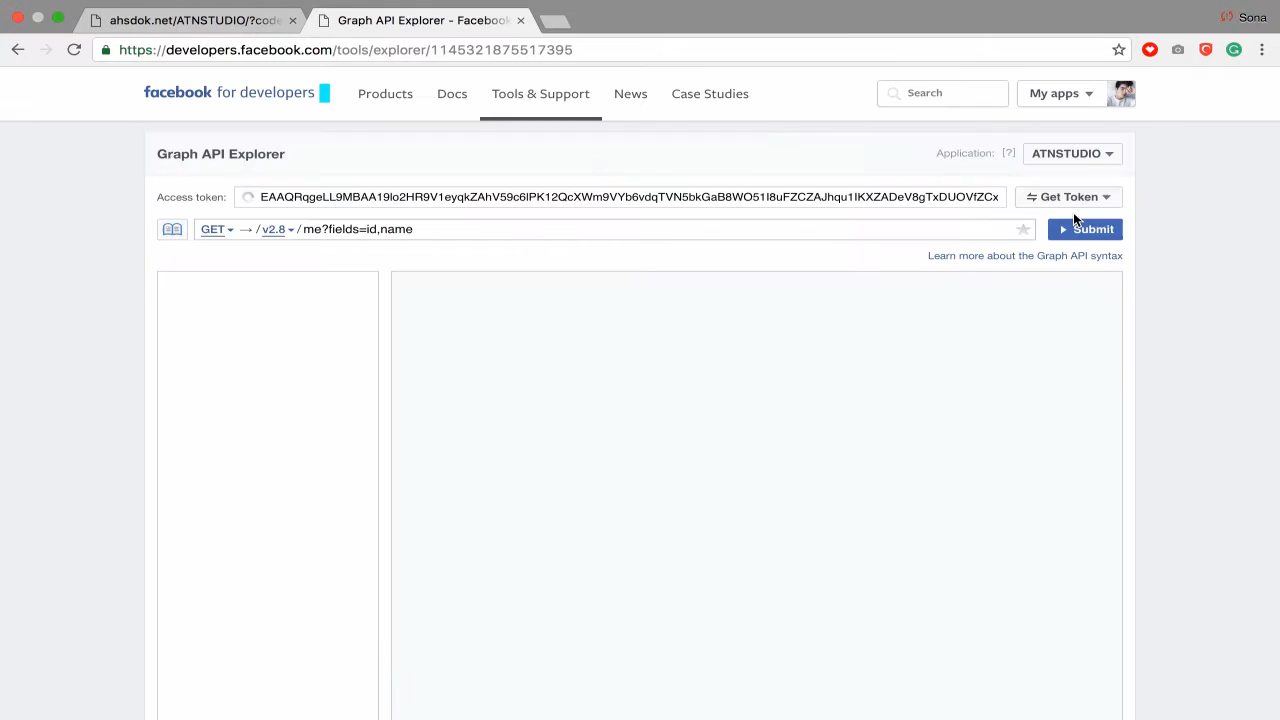 ahsdok.net/ATNSTUDIO/?code
Graph API Explorer - Facebook
Sona
https://developers.facebook.com/tools/explorer/1145321875517395
facebook for developers
Products
Docs
Tools & Support
News
Case Studies
Search
My apps
Graph API Explorer
Application: [?]
ATNSTUDIO
Access token:
EAAQRqgeLL9MBAA19lo2HR9V1eyqkZAhV59c6lPK12QcXWm9VYb6vdqTVN5bkGaB8WO51I8uFZCZAJhqu1IKXZADeV8gTxDUOVfZCx
Get Token
GET → / v2.8 / me?fields=id,name
Submit
Learn more about the Graph API syntax